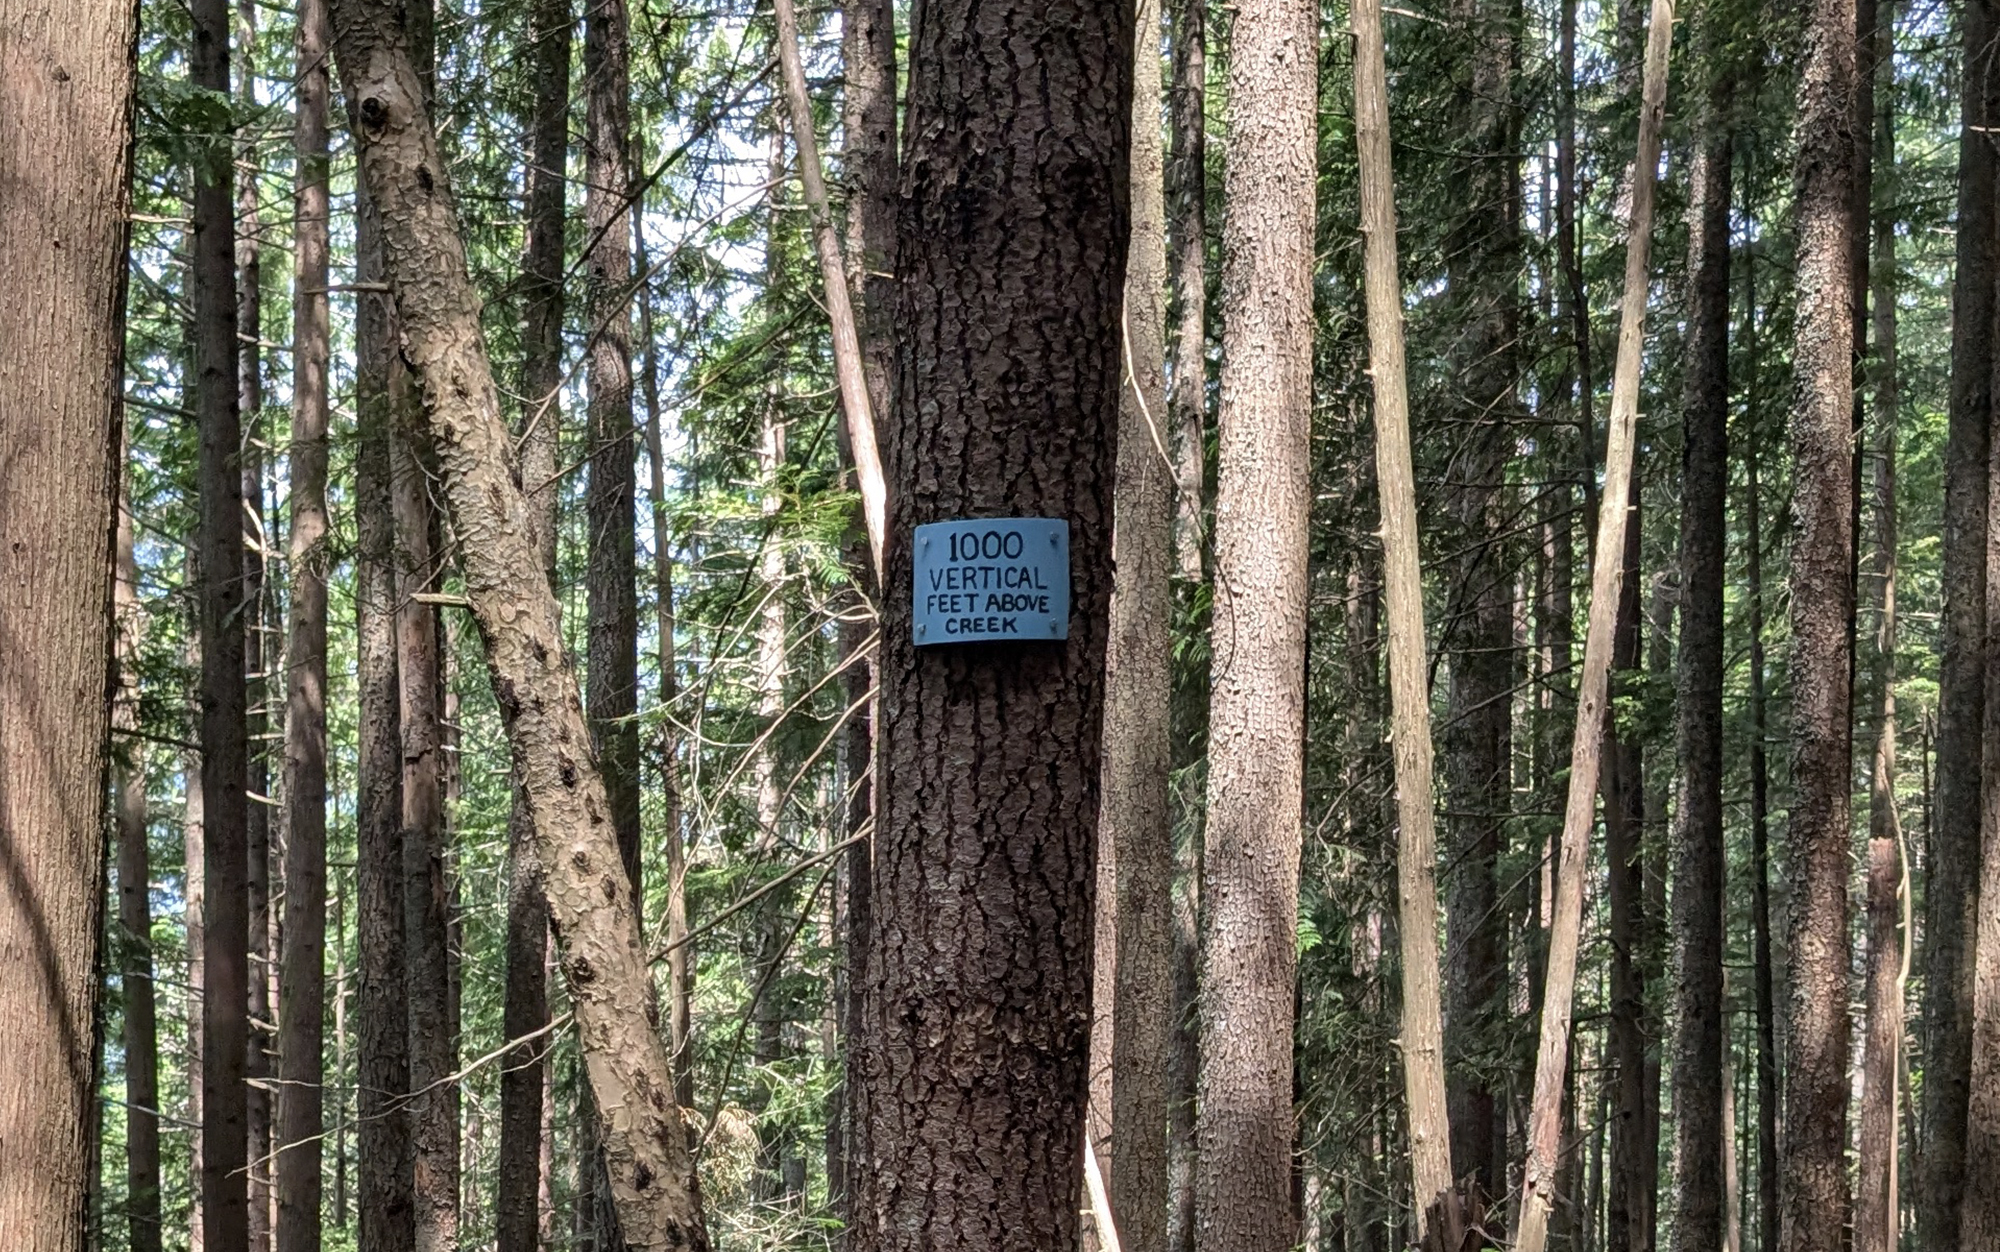 1000
VERTICAL
FEET ABOVE
CREEK